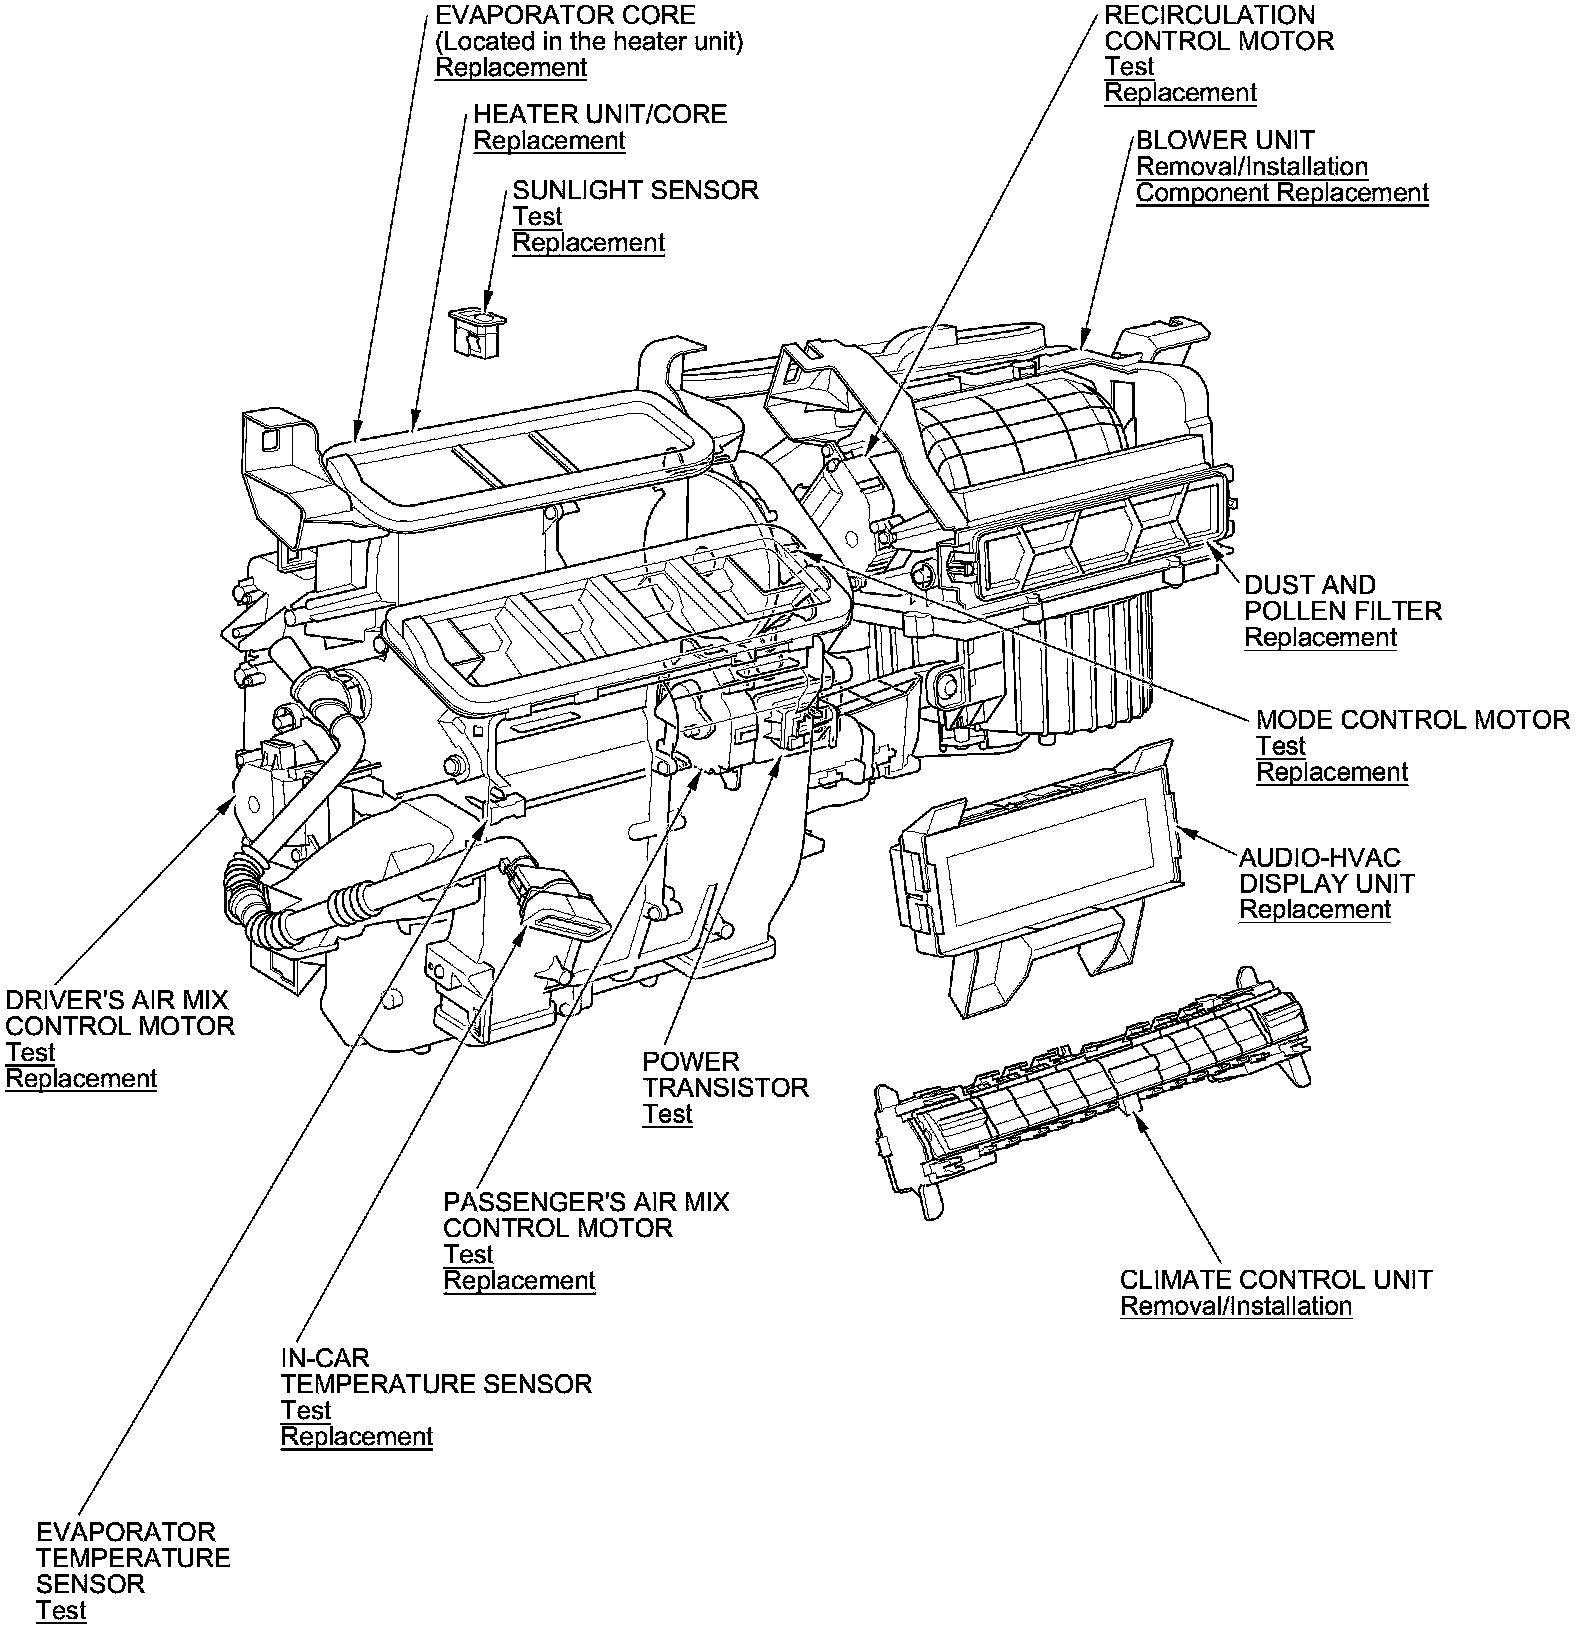 EVAPORATOR CORE
(Located in the heater unit)
Replacement
HEATER UNIT/CORE
Replacement
SUNLIGHT SENSOR
Test
Replacement
RECIRCULATION
CONTROL MOTOR
Test
Replacement
BLOWER UNIT
Removal/Installation
Component Replacement
DUST AND
POLLEN FILTER
Replacement
MODE CONTROL MOTOR
Test
Replacement
AUDIO-HVAC
DISPLAY UNIT
Replacement
DRIVER'S AIR MIX
CONTROL MOTOR
Test
Replacement
POWER
TRANSISTOR
Test
PASSENGER'S AIR MIX
CONTROL MOTOR
Test
Replacement
CLIMATE CONTROL UNIT
Removal/Installation
IN-CAR
TEMPERATURE SENSOR
Test
Replacement
EVAPORATOR
TEMPERATURE
SENSOR
Test